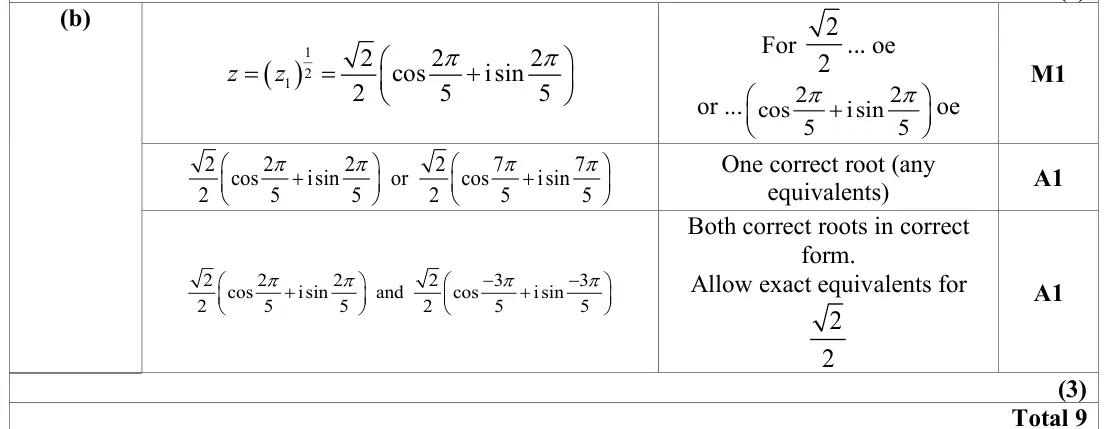 (b)
z = (z₁)^(1/2) = √2/2 (cos 2π/5 + i sin 2π/5)
For √2/2 ... oe
or ... (cos 2π/5 + i sin 2π/5) oe
M1
√2/2 (cos 2π/5 + i sin 2π/5) or √2/2 (cos 7π/5 + i sin 7π/5)
One correct root (any
equivalents)
A1
√2/2 (cos 2π/5 + i sin 2π/5) and √2/2 (cos −3π/5 + i sin −3π/5)
Both correct roots in correct
form.
Allow exact equivalents for
√2/2
A1
(3)
Total 9